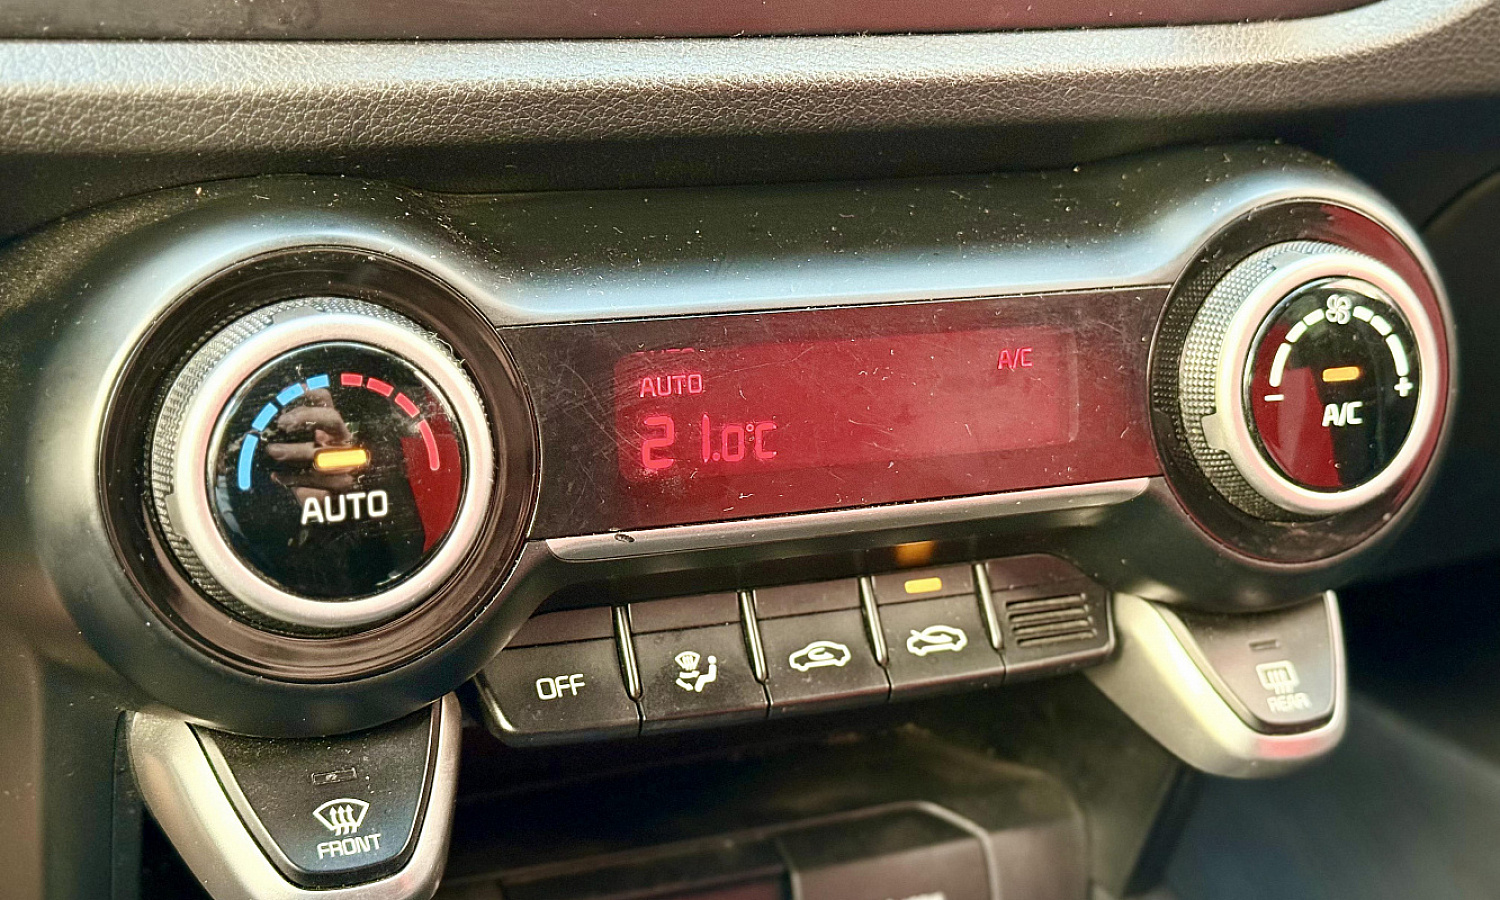 AUTO
A/C
21.0°C
AUTO
A/C
OFF
FRONT
REAR